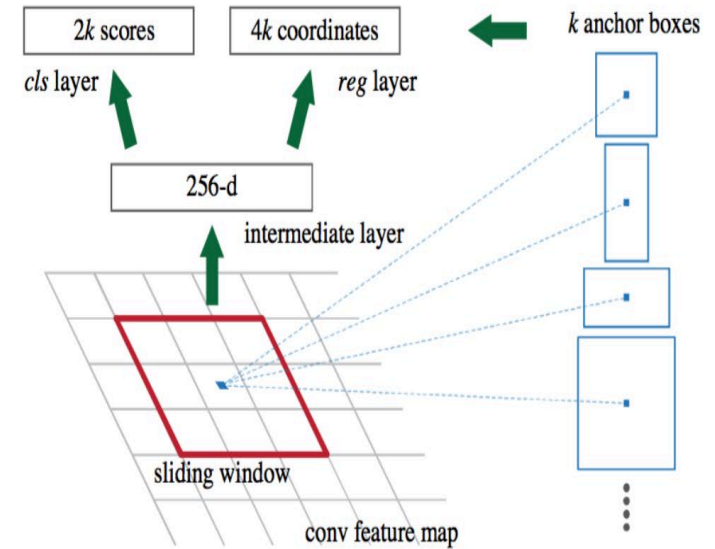 2k scores
4k coordinates
k anchor boxes
cls layer
reg layer
256-d
intermediate layer
sliding window
conv feature map